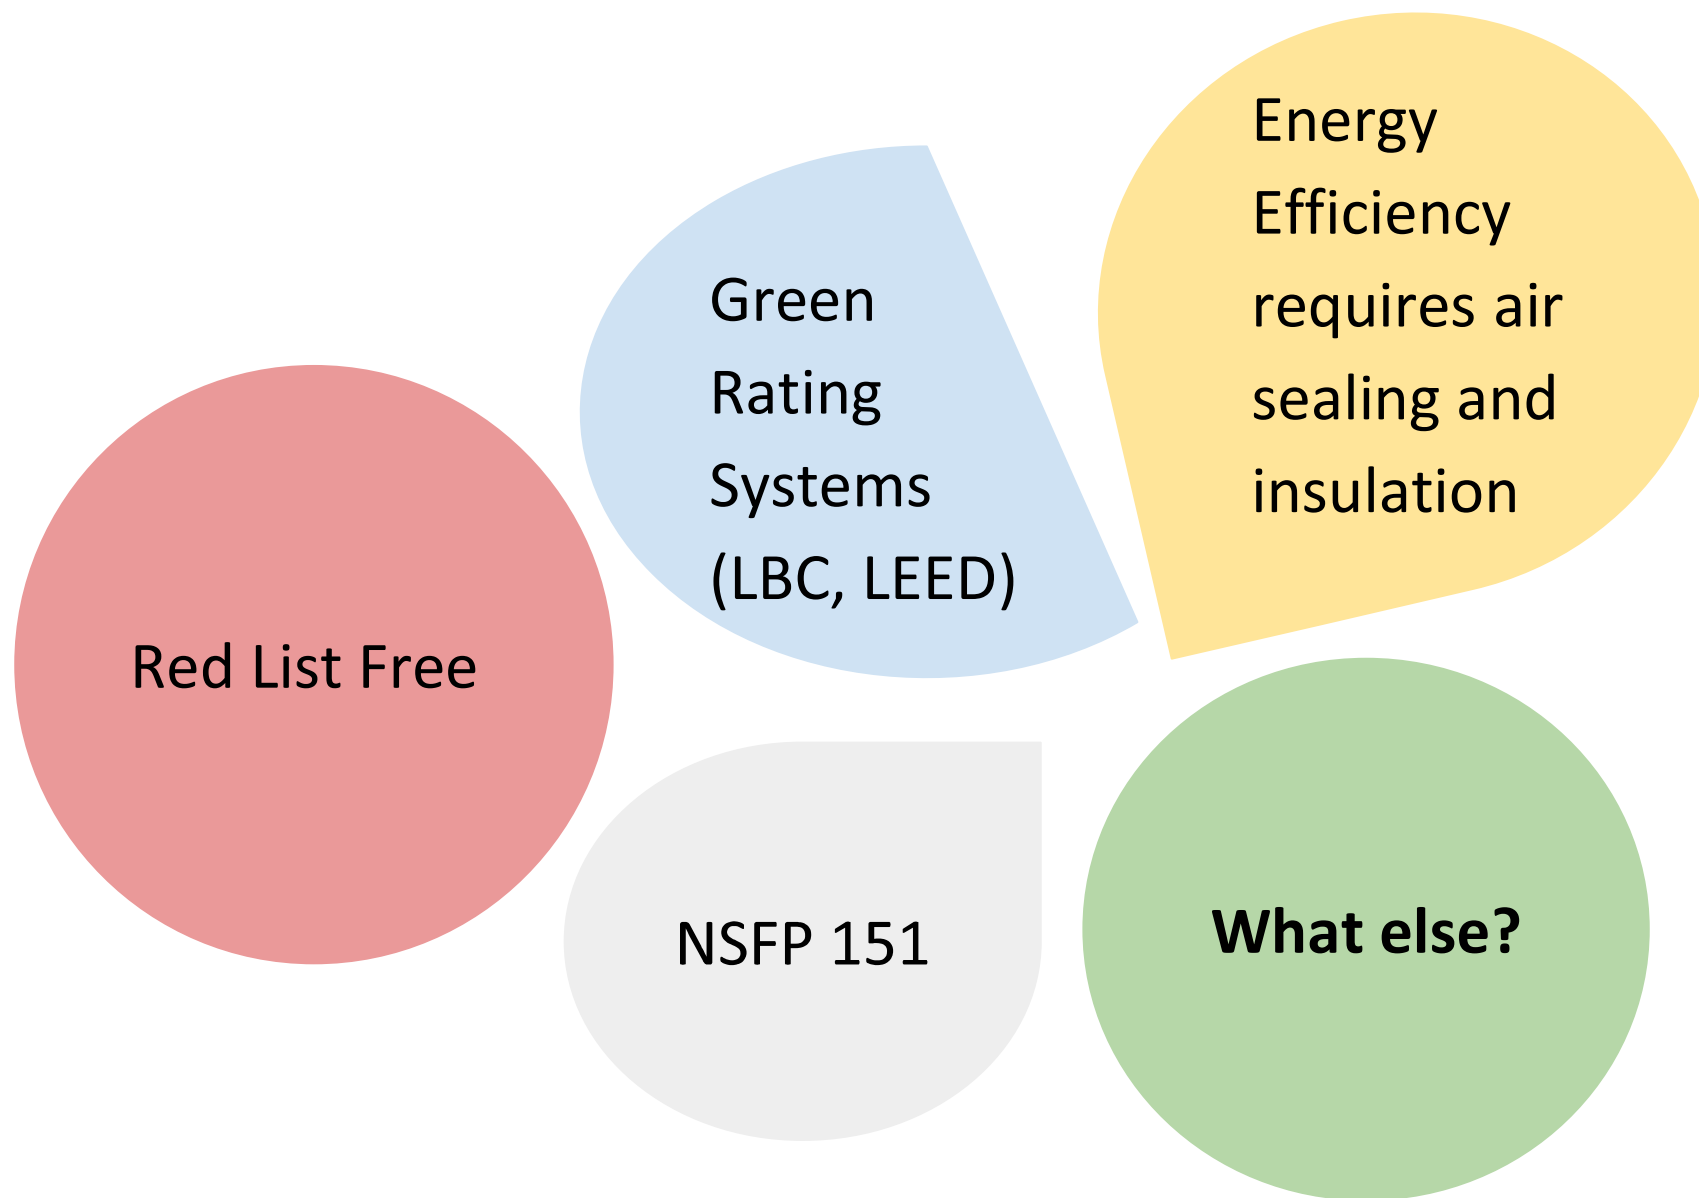 Energy
Efficiency
requires air
sealing and
insulation
Green
Rating
Systems
(LBC, LEED)
Red List Free
NSFP 151
What else?